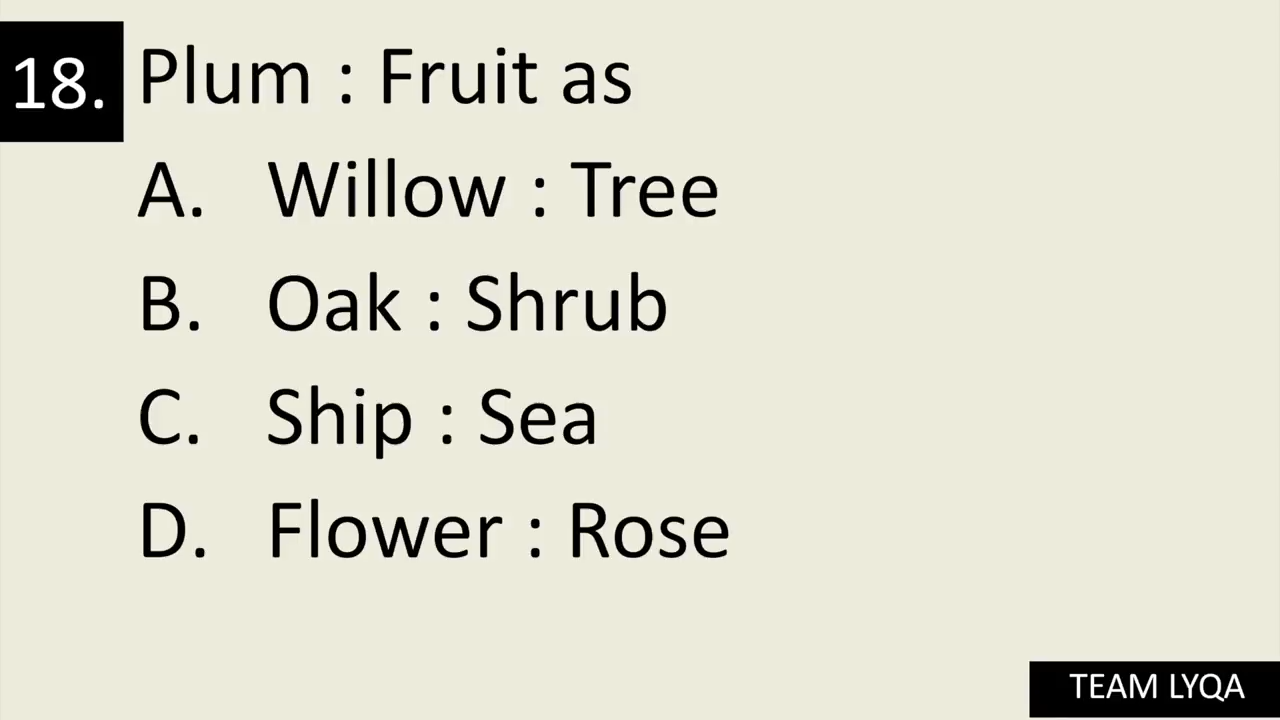 18. Plum : Fruit as
A. Willow : Tree
B. Oak : Shrub
C. Ship : Sea
D. Flower : Rose
TEAM LYQA